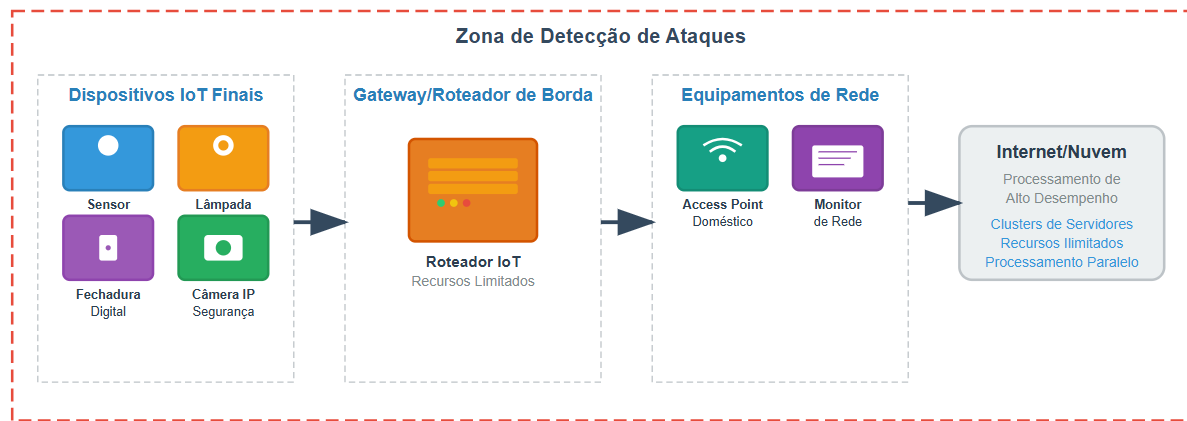 Zona de Detecção de Ataques
Dispositivos IoT Finais
Sensor
Lâmpada
Fechadura
Digital
Câmera IP
Segurança
Gateway/Roteador de Borda
Roteador IoT
Recursos Limitados
Equipamentos de Rede
Access Point
Doméstico
Monitor
de Rede
Internet/Nuvem
Processamento de
Alto Desempenho
Clusters de Servidores
Recursos Ilimitados
Processamento Paralelo